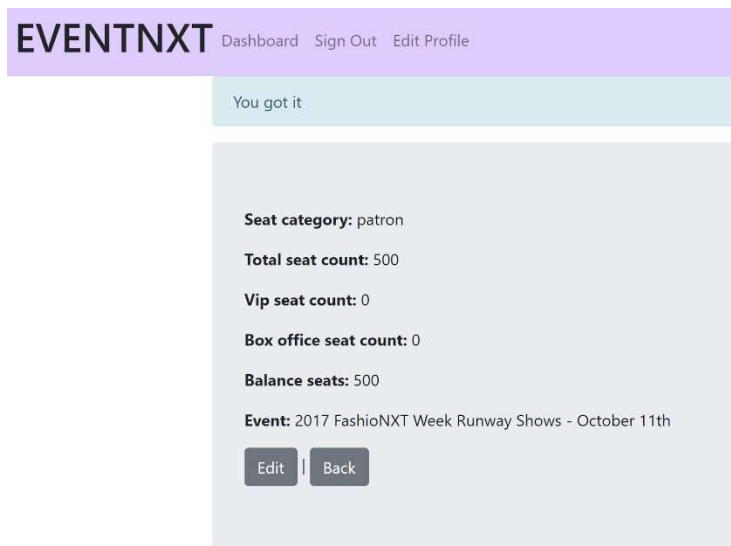 EVENTNXT Dashboard Sign Out Edit Profile
You got it
Seat category: patron
Total seat count: 500
Vip seat count: 0
Box office seat count: 0
Balance seats: 500
Event: 2017 FashioNXT Week Runway Shows - October 11th
Edit | Back